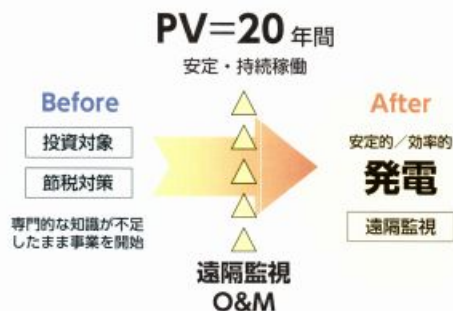 PV=20年間
安定・持続稼働
Before
投資対象
節税対策
専門的な知識が不足
したまま事業を開始
After
安定的／効率的
発電
遠隔監視
遠隔監視
O&M